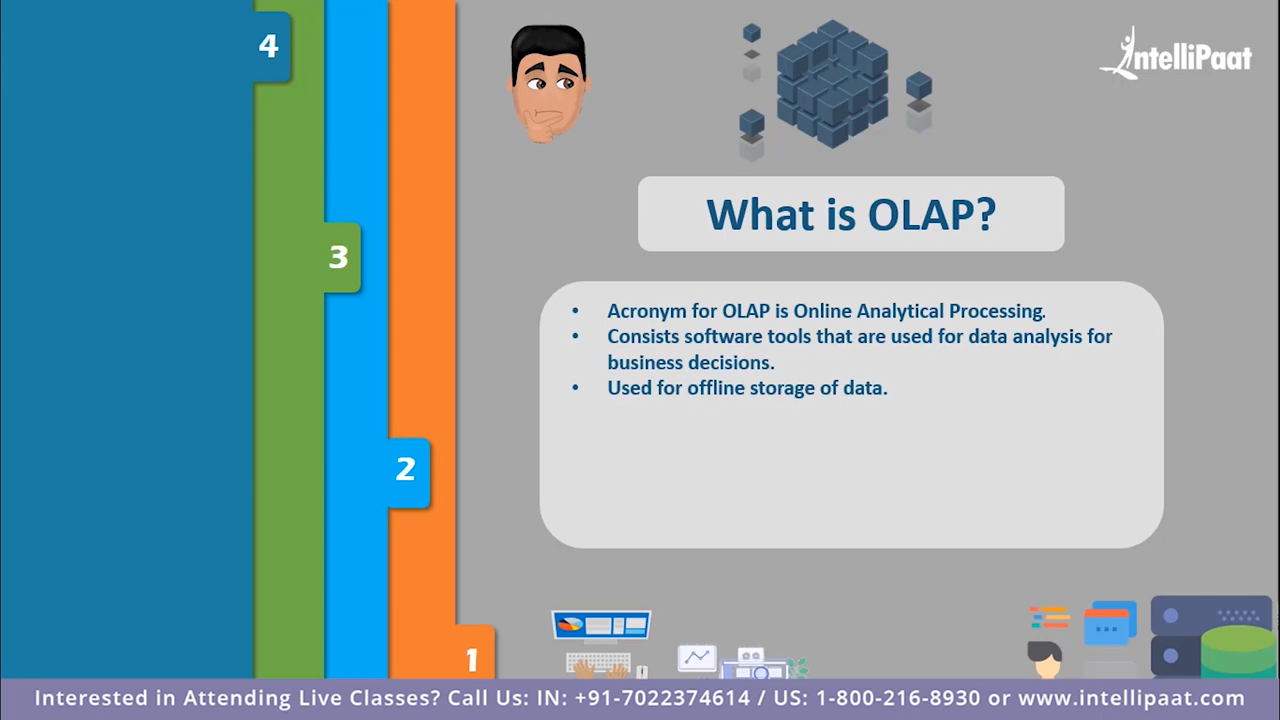 4
IntelliPaat
What is OLAP?
3
• Acronym for OLAP is Online Analytical Processing.
• Consists software tools that are used for data analysis for
business decisions.
• Used for offline storage of data.
2
1
Interested in Attending Live Classes? Call Us: IN: +91-7022374614 / US: 1-800-216-8930 or www.intellipaat.com